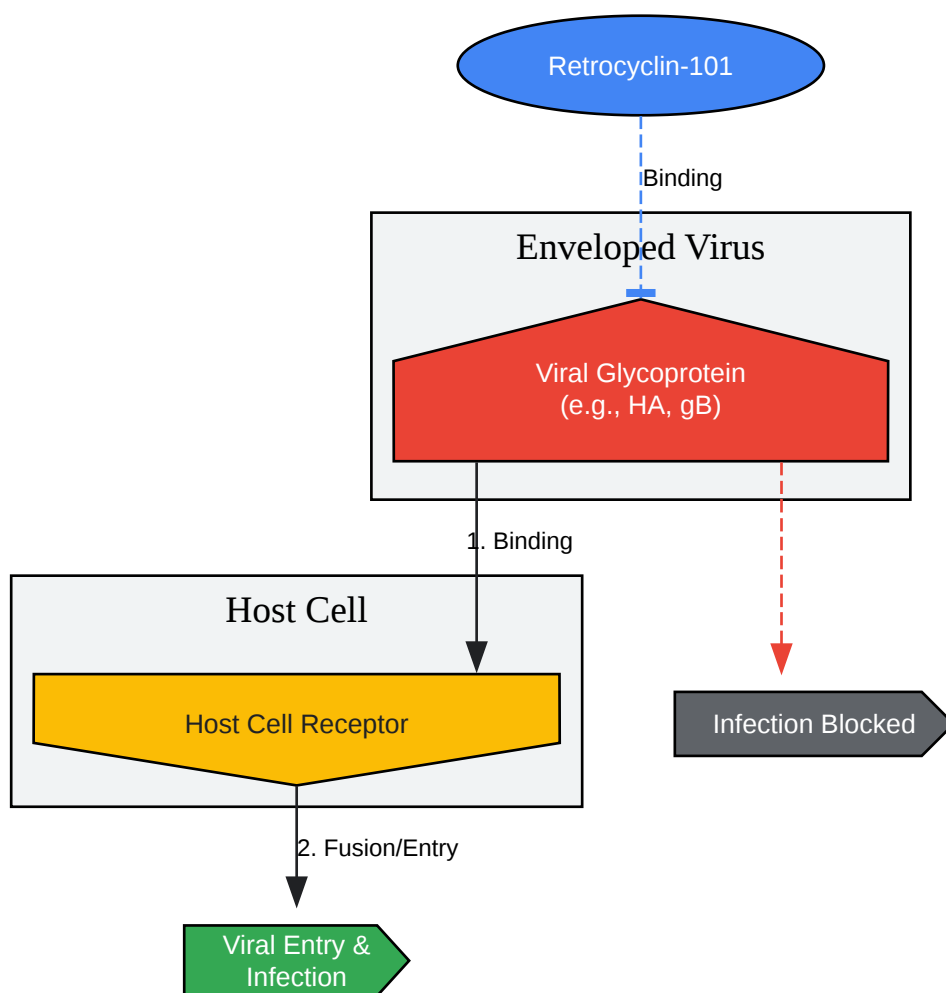 Retrocyclin-101
Binding
Enveloped Virus
Viral Glycoprotein
(e.g., HA, gB)
1. Binding
Host Cell
Host Cell Receptor
Infection Blocked
2. Fusion/Entry
Viral Entry &
Infection